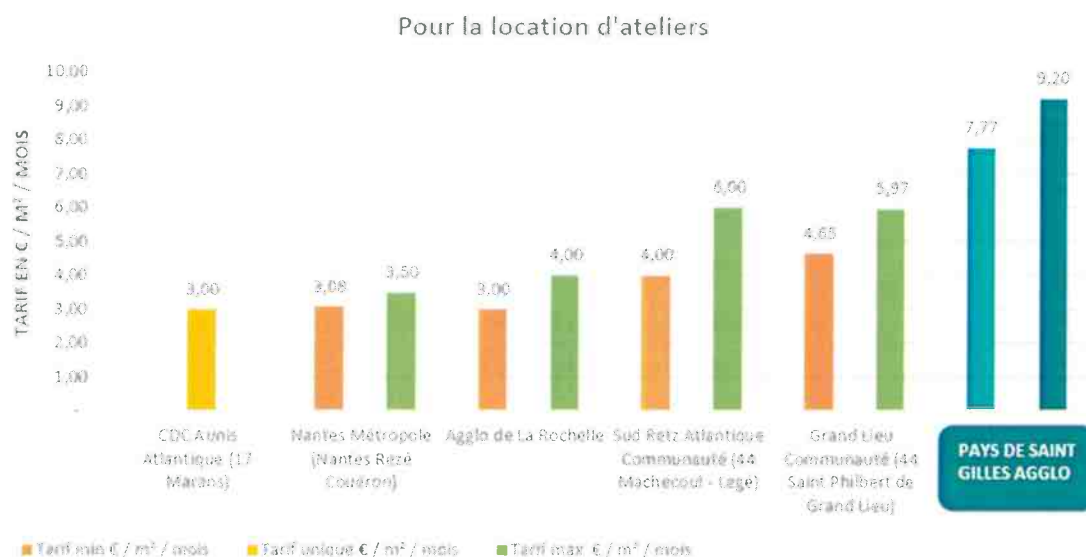 Pour la location d'ateliers
TARIF EN € / M² / MOIS
10,00
9,00
8,00
7,00
6,00
5,00
4,00
3,00
2,00
1,00
-
3,00
3,08
3,50
3,00
4,00
4,00
6,00
4,65
5,97
7,77
9,20
CDC Aunis
Atlantique (17
Marans)
Nantes Métropole
(Nantes Rezé
Couëron)
Agglo de La Rochelle
Sud Retz Atlantique
Communauté (44
Machecoul - Legé)
Grand Lieu
Communauté (44
Saint Philbert de
Grand Lieu)
PAYS DE SAINT
GILLES AGGLO
Tarif min € / m² / mois
Tarif unique € / m² / mois
Tarif max € / m² / mois